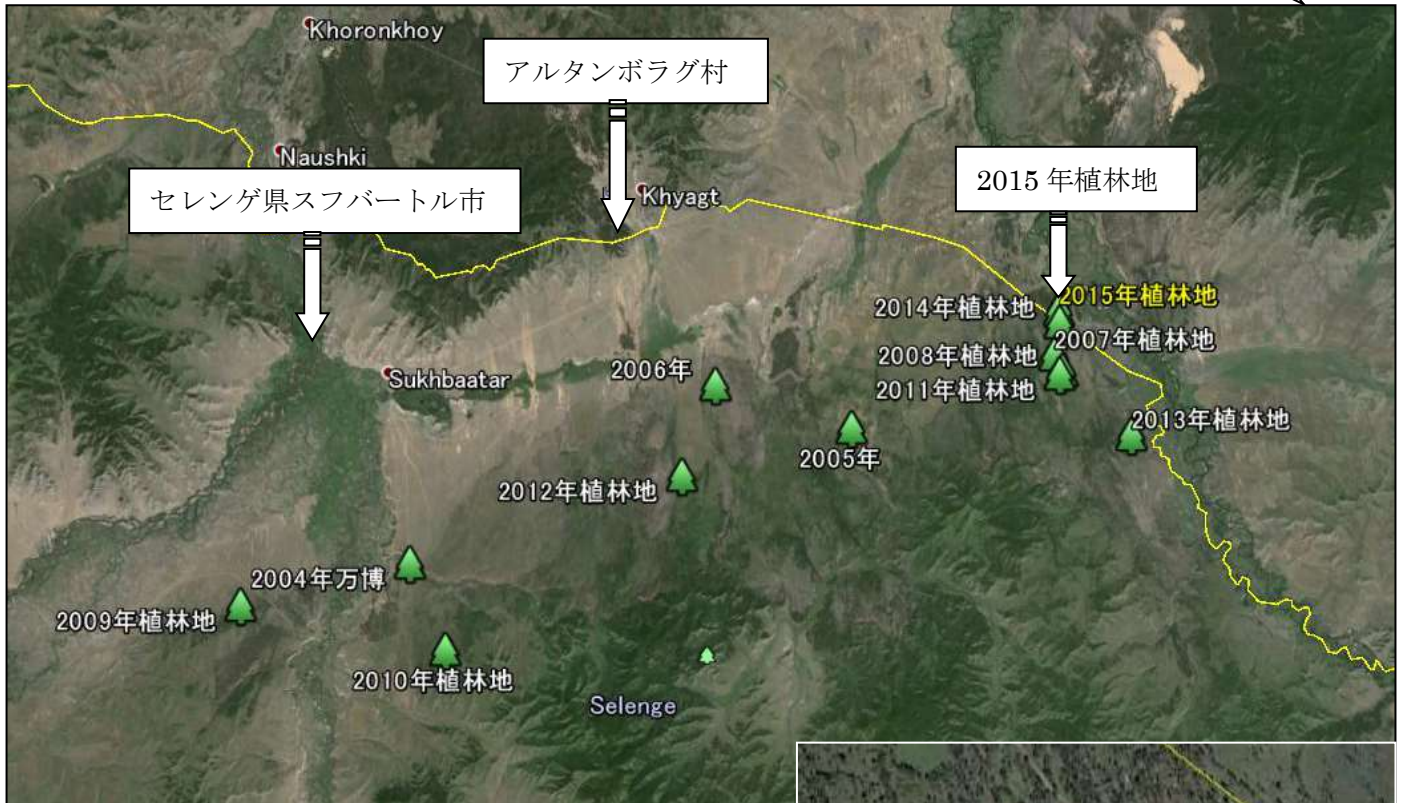 Khoronkhoy
アルタンボラグ村
Naushki
セレンゲ県スフバートル市
Khyagt
2015 年植林地
2014年植林地
2015年植林地
2007年植林地
2008年植林地
2011年植林地
Sukhbaatar
2006年
2013年植林地
2005年
2012年植林地
2004年万博
2009年植林地
2010年植林地
Selenge